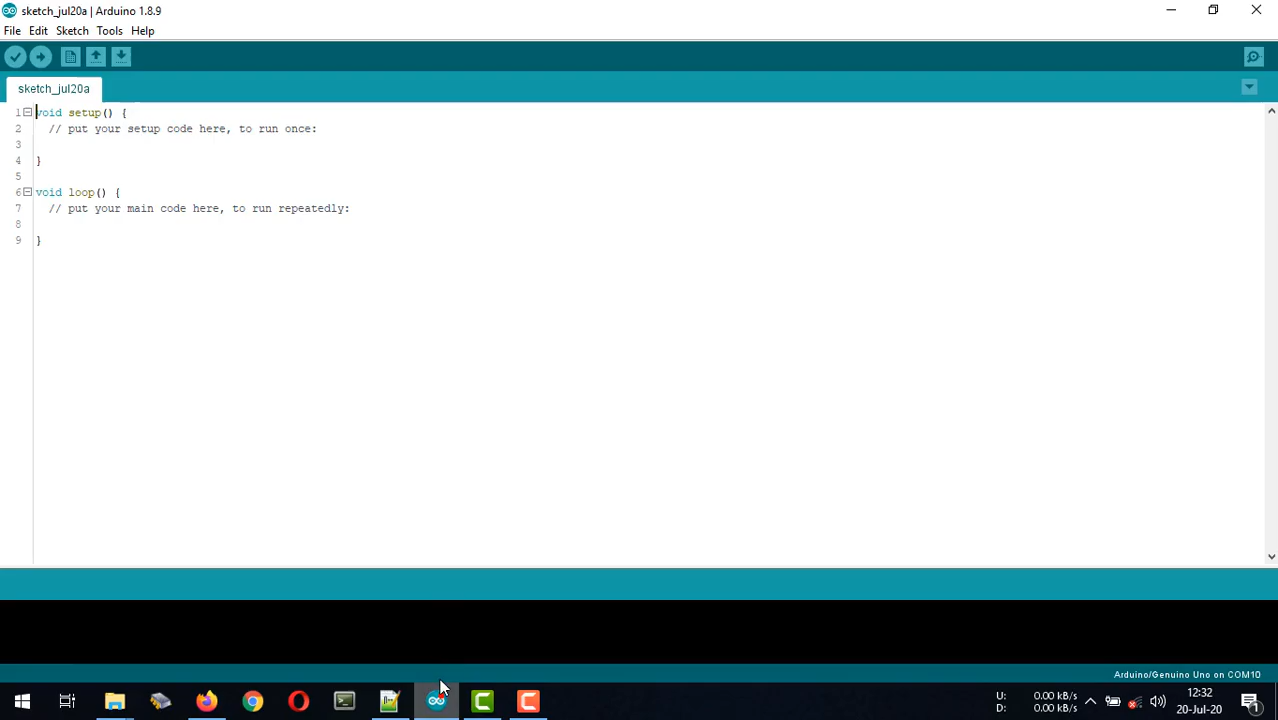 sketch_jul20a | Arduino 1.8.9
File Edit Sketch Tools Help
sketch_jul20a
1 void setup() {
2 // put your setup code here, to run once:
3
4 }
5
6 void loop() {
7 // put your main code here, to run repeatedly:
8
9 }
Arduino/Genuino Uno on COM10
U: 0.00 kB/s
D: 0.00 kB/s
12:32
20-Jul-20
1